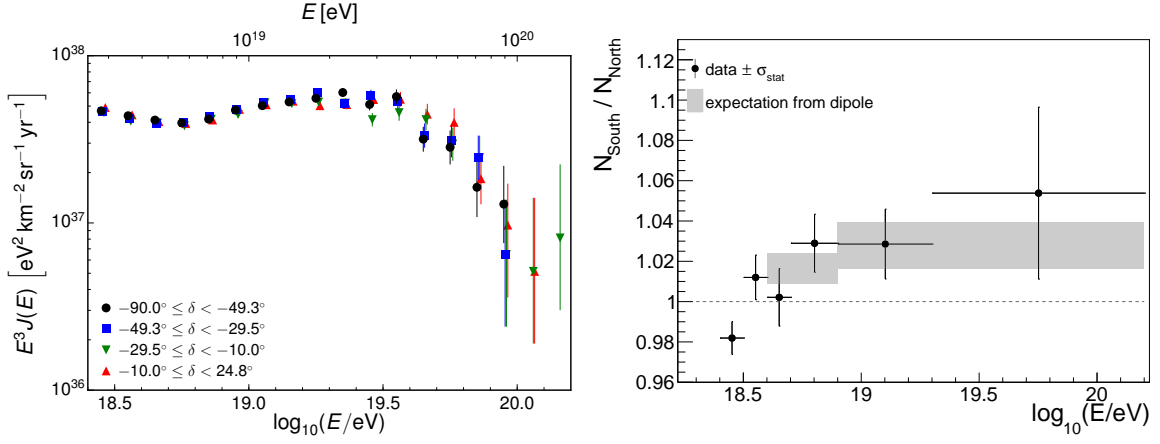 E [eV]
10^19 10^20
10^38
10^37
10^36
E^3 J(E) [eV^2 km^−2 sr^−1 yr^−1]
−90.0° ≤ δ < −49.3°
−49.3° ≤ δ < −29.5°
−29.5° ≤ δ < −10.0°
−10.0° ≤ δ < 24.8°
18.5 19.0 19.5 20.0
log_10(E/eV)
N_South / N_North
1.12
1.1
1.08
1.06
1.04
1.02
1
0.98
0.96
data ± σ_stat
expectation from dipole
18.5 19 19.5 20
log_10(E/eV)